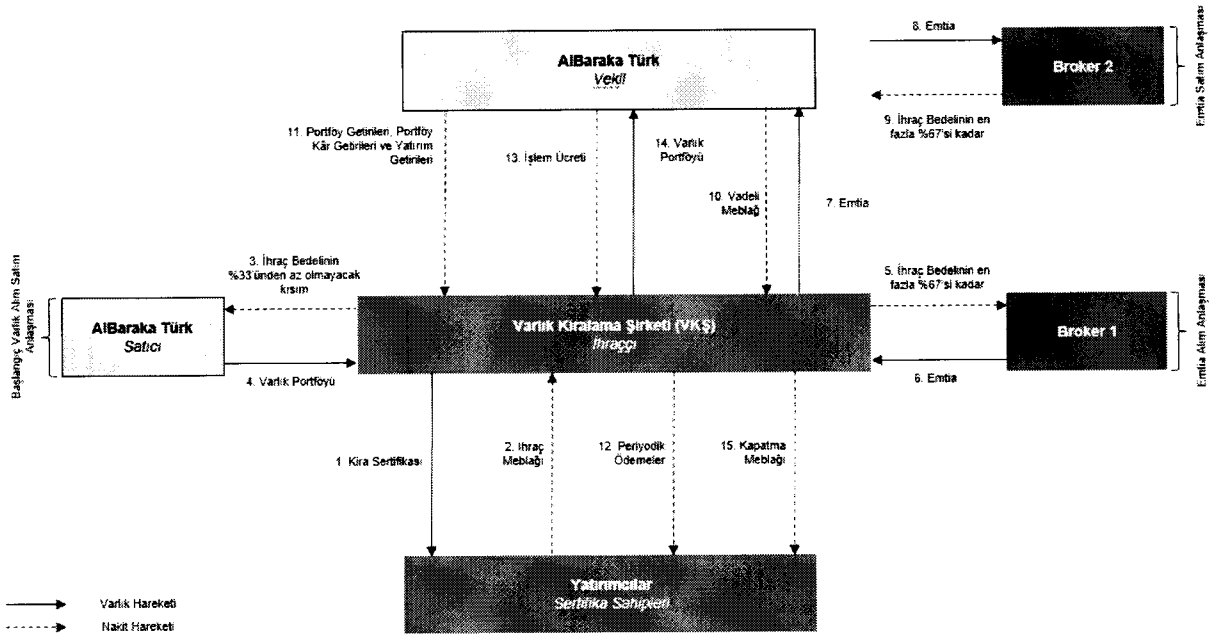 8. Emtia
AlBaraka Türk
Vekil
Broker 2
Emtia Satım Anlaşması
9. İhraç Bedelinin en
fazla %67'si kadar
11. Portföy Getirileri, Portföy
Kâr Getirileri ve Yatırım
Getirileri
13. İşlem Ücreti
14. Varlık
Portföyü
10. Vadeli
Meblağ
7. Emtia
3. İhraç Bedelinin
%33'ünden az olmayacak
kısım
5. İhraç Bedelinin en
fazla %67'si kadar
Başlangıç Varlık Alım Satım
Anlaşması
AlBaraka Türk
Satıcı
Varlık Kiralama Şirketi (VKŞ)
İhraççı
Broker 1
Emtia Alım Anlaşması
4. Varlık Portföyü
6. Emtia
1. Kira Sertifikası
2. İhraç
Meblağı
12. Periyodik
Ödemeler
15. Kapatma
Meblağı
Yatırımcılar
Sertifika Sahipleri
Varlık Hareketi
Nakit Hareketi